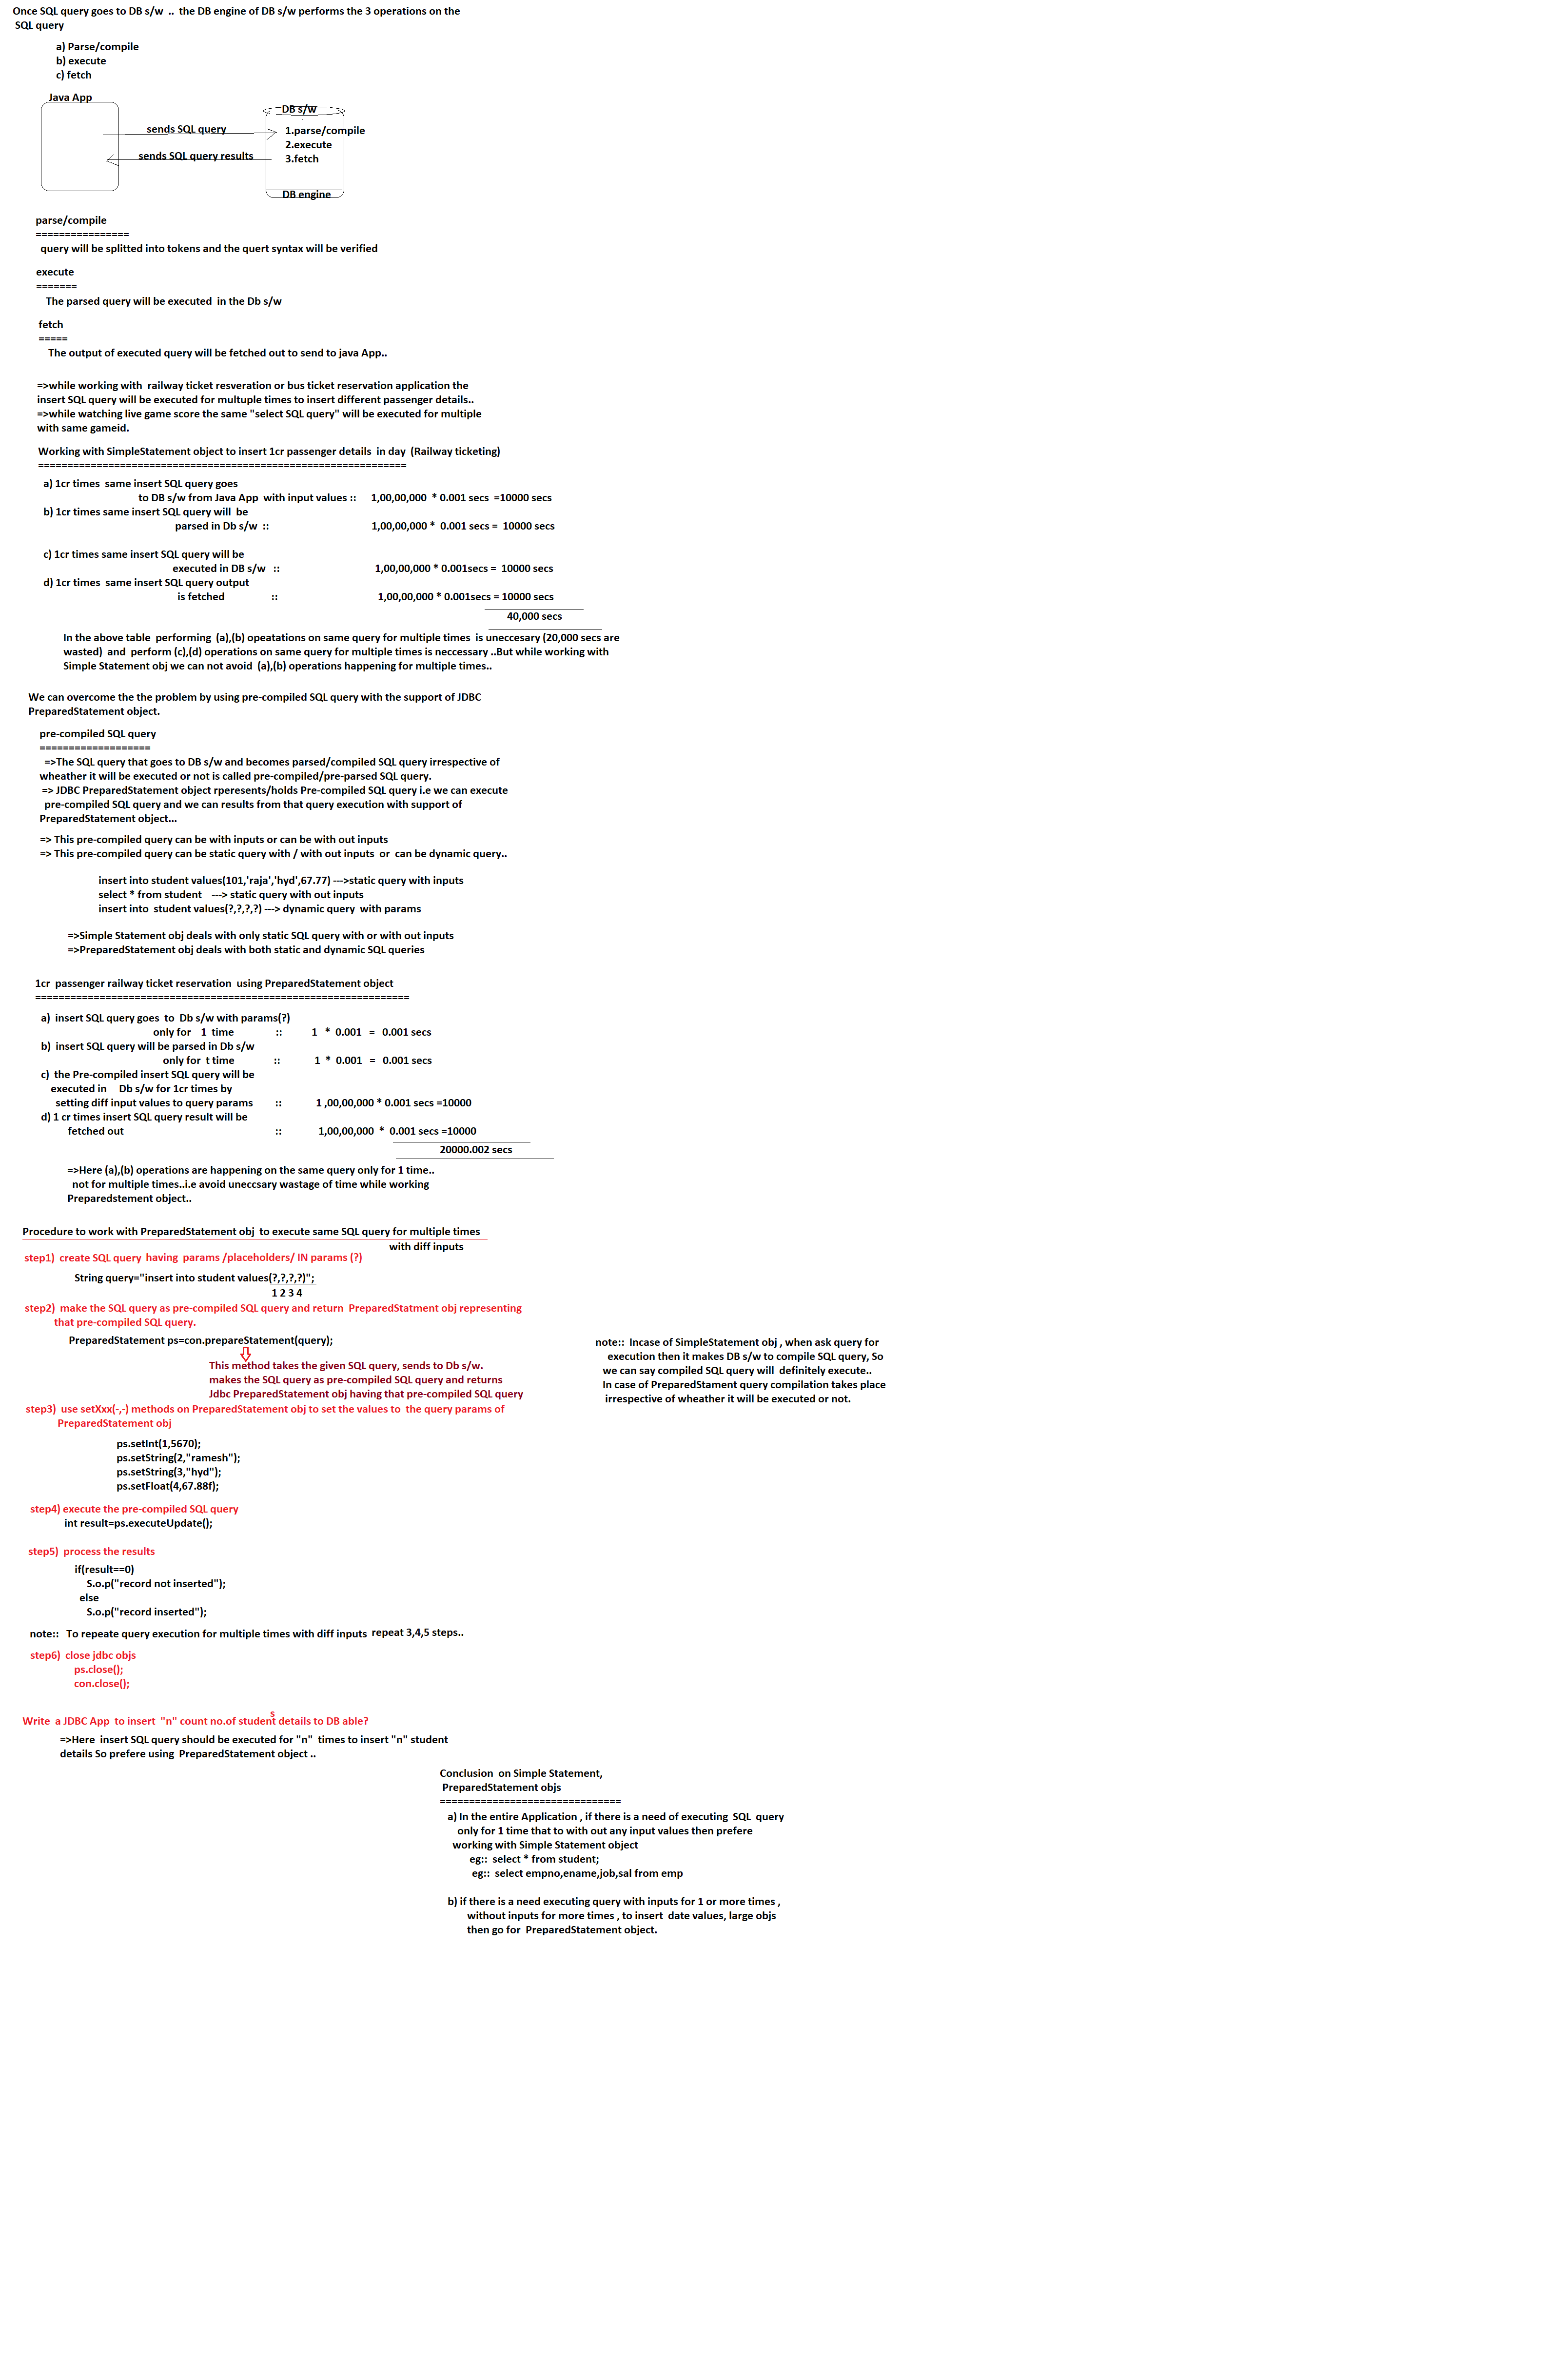 Once SQL query goes to DB s/w .. the DB engine of DB s/w performs the 3 operations on the
SQL query
a) Parse/compile
b) execute
c) fetch
Java App
DB s/w
sends SQL query
1.parse/compile
2.execute
sends SQL query results
3.fetch
DB engine
parse/compile
================
query will be splitted into tokens and the quert syntax will be verified
execute
=======
The parsed query will be executed in the Db s/w
fetch
=====
The output of executed query will be fetched out to send to java App..
=>while working with railway ticket resveration or bus ticket reservation application the
insert SQL query will be executed for multuple times to insert different passenger details..
=>while watching live game score the same "select SQL query" will be executed for multiple
with same gameid.
Working with SimpleStatement object to insert 1cr passenger details in day (Railway ticketing)
===============================================================
a) 1cr times same insert SQL query goes
to DB s/w from Java App with input values :: 1,00,00,000 * 0.001 secs =10000 secs
b) 1cr times same insert SQL query will be
parsed in Db s/w :: 1,00,00,000 * 0.001 secs = 10000 secs
c) 1cr times same insert SQL query will be
executed in DB s/w :: 1,00,00,000 * 0.001secs = 10000 secs
d) 1cr times same insert SQL query output
is fetched :: 1,00,00,000 * 0.001secs = 10000 secs
40,000 secs
In the above table performing (a),(b) opeatations on same query for multiple times is uneccesary (20,000 secs are
wasted) and perform (c),(d) operations on same query for multiple times is neccessary ..But while working with
Simple Statement obj we can not avoid (a),(b) operations happening for multiple times..
We can overcome the the problem by using pre-compiled SQL query with the support of JDBC
PreparedStatement object.
pre-compiled SQL query
===================
=>The SQL query that goes to DB s/w and becomes parsed/compiled SQL query irrespective of
wheather it will be executed or not is called pre-compiled/pre-parsed SQL query.
=> JDBC PreparedStatement object rperesents/holds Pre-compiled SQL query i.e we can execute
pre-compiled SQL query and we can results from that query execution with support of
PreparedStatement object...
=> This pre-compiled query can be with inputs or can be with out inputs
=> This pre-compiled query can be static query with / with out inputs or can be dynamic query..
insert into student values(101,'raja','hyd',67.77) --->static query with inputs
select * from student ---> static query with out inputs
insert into student values(?,?,?,?) ---> dynamic query with params
=>Simple Statement obj deals with only static SQL query with or with out inputs
=>PreparedStatement obj deals with both static and dynamic SQL queries
1cr passenger railway ticket reservation using PreparedStatement object
================================================================
a) insert SQL query goes to Db s/w with params(?)
only for 1 time :: 1 * 0.001 = 0.001 secs
b) insert SQL query will be parsed in Db s/w
only for t time :: 1 * 0.001 = 0.001 secs
c) the Pre-compiled insert SQL query will be
executed in Db s/w for 1cr times by
setting diff input values to query params :: 1 ,00,00,000 * 0.001 secs =10000
d) 1 cr times insert SQL query result will be
fetched out :: 1,00,00,000 * 0.001 secs =10000
20000.002 secs
=>Here (a),(b) operations are happening on the same query only for 1 time..
not for multiple times..i.e avoid uneccsary wastage of time while working
Preparedstement object..
Procedure to work with PreparedStatement obj to execute same SQL query for multiple times
with diff inputs
step1) create SQL query having params /placeholders/ IN params (?)
String query="insert into student values(?,?,?,?)";
1 2 3 4
step2) make the SQL query as pre-compiled SQL query and return PreparedStatment obj representing
that pre-compiled SQL query.
PreparedStatement ps=con.prepareStatement(query);
This method takes the given SQL query, sends to Db s/w.
makes the SQL query as pre-compiled SQL query and returns
Jdbc PreparedStatement obj having that pre-compiled SQL query
note:: Incase of SimpleStatement obj , when ask query for
execution then it makes DB s/w to compile SQL query, So
we can say compiled SQL query will definitely execute..
In case of PreparedStament query compilation takes place
irrespective of wheather it will be executed or not.
step3) use setXxx(-,-) methods on PreparedStatement obj to set the values to the query params of
PreparedStatement obj
ps.setInt(1,5670);
ps.setString(2,"ramesh");
ps.setString(3,"hyd");
ps.setFloat(4,67.88f);
step4) execute the pre-compiled SQL query
int result=ps.executeUpdate();
step5) process the results
if(result==0)
S.o.p("record not inserted");
else
S.o.p("record inserted");
note:: To repeate query execution for multiple times with diff inputs repeat 3,4,5 steps..
step6) close jdbc objs
ps.close();
con.close();
s
Write a JDBC App to insert "n" count no.of student details to DB able?
=>Here insert SQL query should be executed for "n" times to insert "n" student
details So prefere using PreparedStatement object ..
Conclusion on Simple Statement,
PreparedStatement objs
===============================
a) In the entire Application , if there is a need of executing SQL query
only for 1 time that to with out any input values then prefere
working with Simple Statement object
eg:: select * from student;
eg:: select empno,ename,job,sal from emp
b) if there is a need executing query with inputs for 1 or more times ,
without inputs for more times , to insert date values, large objs
then go for PreparedStatement object.